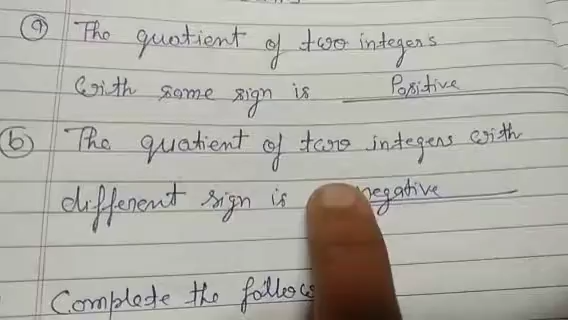 (a) The quotient of two integers
with same sign is Positive
(b) The quotient of two integers with
different sign is negative
Complete the